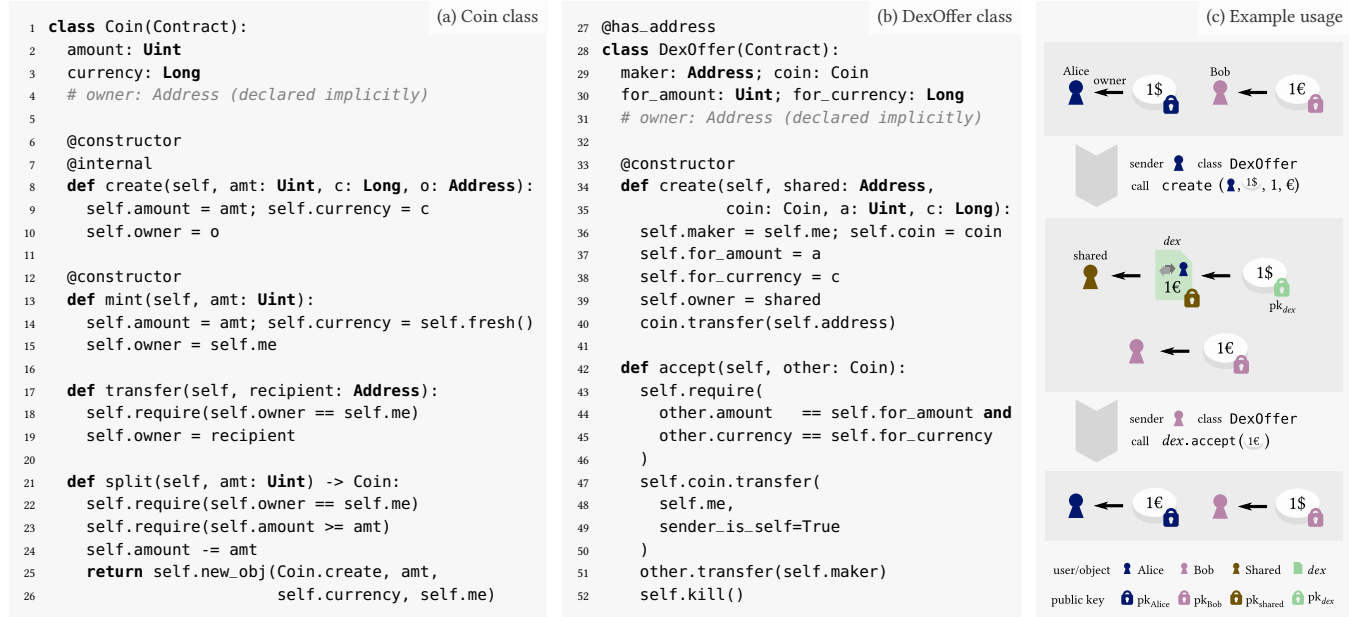 (a) Coin class
1 class Coin(Contract):
2 amount: Uint
3 currency: Long
4 # owner: Address (declared implicitly)
5
6 @constructor
7 @internal
8 def create(self, amt: Uint, c: Long, o: Address):
9 self.amount = amt; self.currency = c
10 self.owner = o
11
12 @constructor
13 def mint(self, amt: Uint):
14 self.amount = amt; self.currency = self.fresh()
15 self.owner = self.me
16
17 def transfer(self, recipient: Address):
18 self.require(self.owner == self.me)
19 self.owner = recipient
20
21 def split(self, amt: Uint) -> Coin:
22 self.require(self.owner == self.me)
23 self.require(self.amount >= amt)
24 self.amount -= amt
25 return self.new_obj(Coin.create, amt,
26 self.currency, self.me)
(b) DexOffer class
27 @has_address
28 class DexOffer(Contract):
29 maker: Address; coin: Coin
30 for_amount: Uint; for_currency: Long
31 # owner: Address (declared implicitly)
32
33 @constructor
34 def create(self, shared: Address,
35 coin: Coin, a: Uint, c: Long):
36 self.maker = self.me; self.coin = coin
37 self.for_amount = a
38 self.for_currency = c
39 self.owner = shared
40 coin.transfer(self.address)
41
42 def accept(self, other: Coin):
43 self.require(
44 other.amount == self.for_amount and
45 other.currency == self.for_currency
46 )
47 self.coin.transfer(
48 self.me,
49 sender_is_self=True
50 )
51 other.transfer(self.maker)
52 self.kill()
(c) Example usage
Alice owner 1$ Bob 1€
sender class DexOffer
call create ( , 1$, 1, €)
dex
shared 1€ 1$
pk_dex
1€
sender class DexOffer
call dex.accept( 1€ )
1€ 1$
user/object Alice Bob Shared dex
public key pk_Alice pk_Bob pk_shared pk_dex